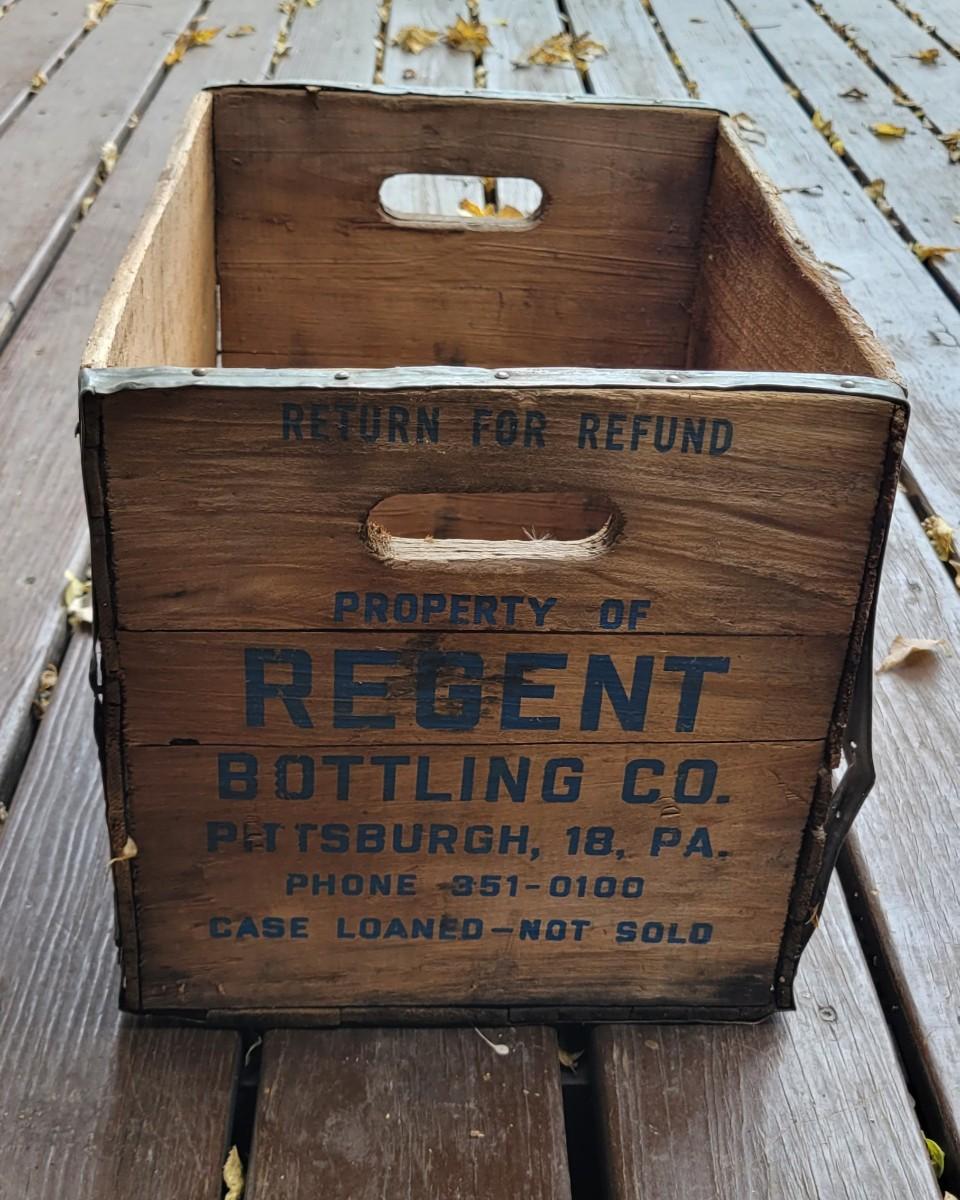 RETURN FOR REFUND
PROPERTY OF
REGENT
BOTTLING CO.
PITTSBURGH, 18, PA.
PHONE 351-0100
CASE LOANED-NOT SOLD